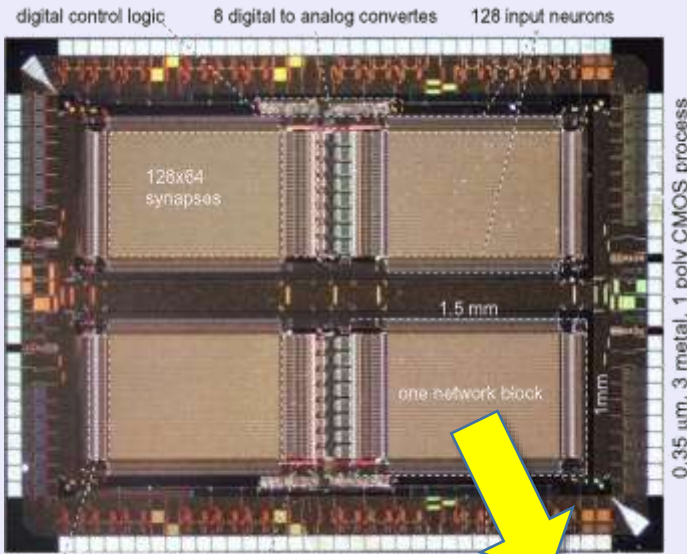 digital control logic
8 digital to analog convertes
128 input neurons
128x64
synapses
1.5 mm
one network block
1mm
0.35 µm, 3 metal, 1 poly CMOS process